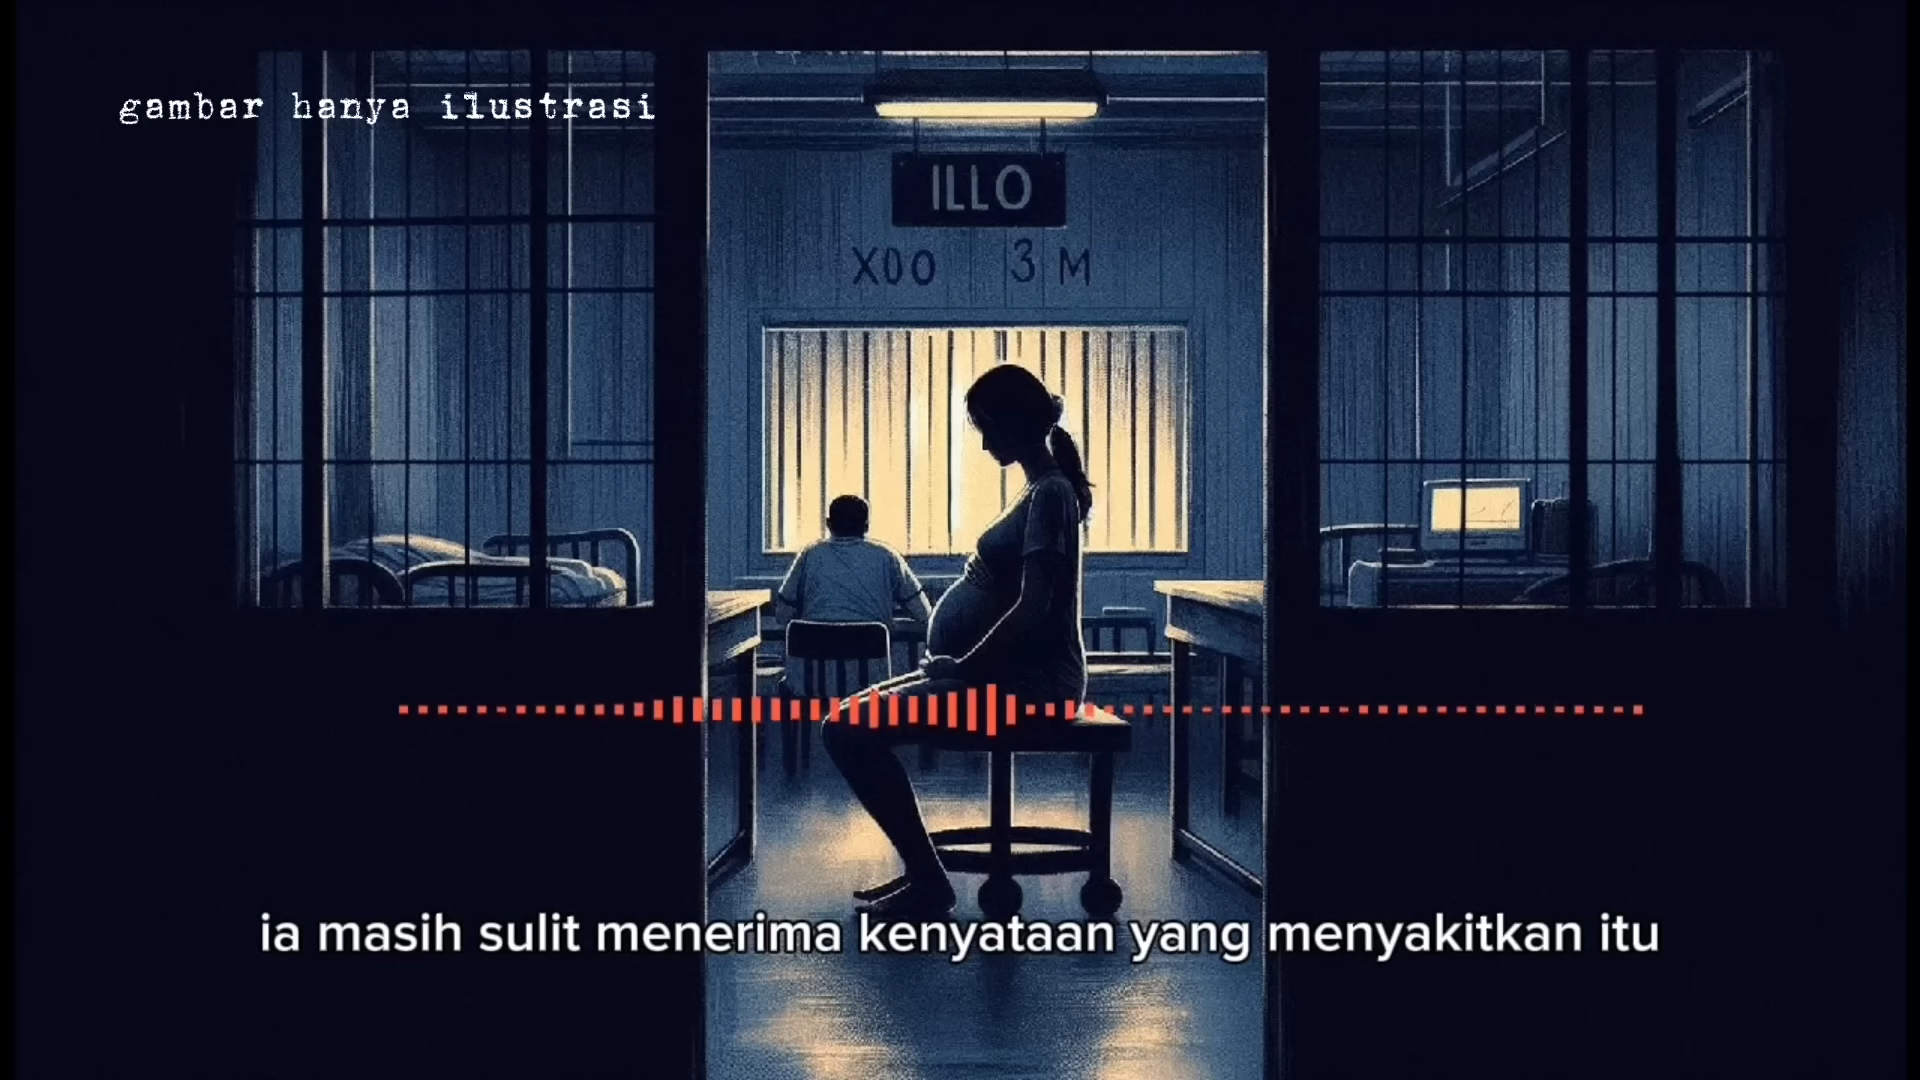 gambar hanya ilustrasi
ILLO
X00 3 M
ia masih sulit menerima kenyataan yang menyakitkan itu